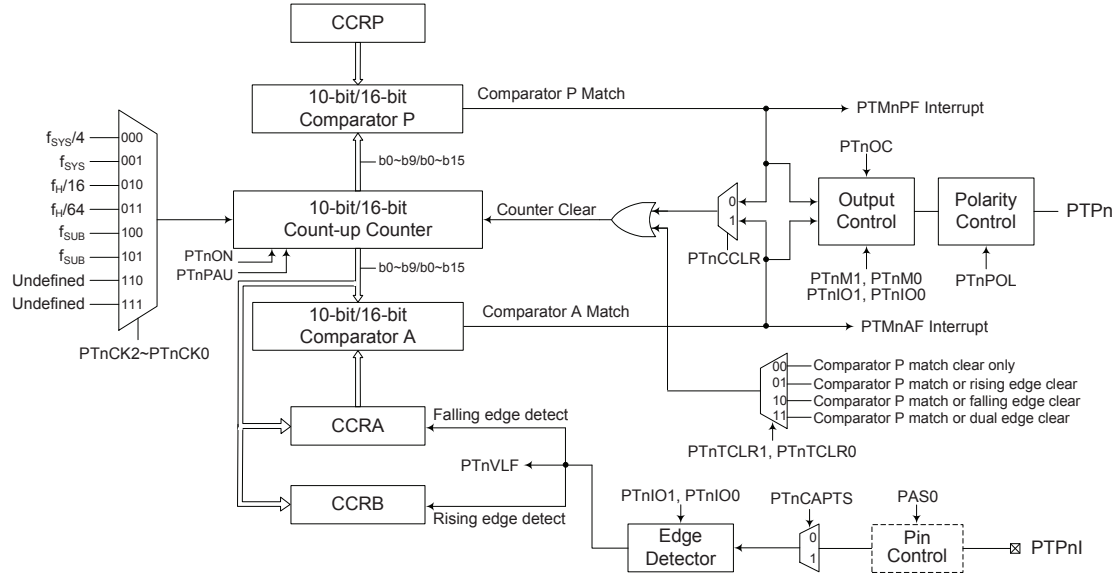 CCRP
10-bit/16-bit
Comparator P
Comparator P Match
PTMnPF Interrupt
b0~b9/b0~b15
fSYS/4
fSYS
fH/16
fH/64
fSUB
fSUB
Undefined
Undefined
000
001
010
011
100
101
110
111
PTnCK2~PTnCK0
10-bit/16-bit
Count-up Counter
PTnON
PTnPAU
Counter Clear
0
1
PTnCCLR
PTnOC
Output
Control
PTnM1, PTnM0
PTnIO1, PTnIO0
Polarity
Control
PTnPOL
PTPn
b0~b9/b0~b15
10-bit/16-bit
Comparator A
Comparator A Match
PTMnAF Interrupt
00 Comparator P match clear only
01 Comparator P match or rising edge clear
10 Comparator P match or falling edge clear
11 Comparator P match or dual edge clear
PTnTCLR1, PTnTCLR0
CCRA
Falling edge detect
PTnVLF
CCRB
Rising edge detect
PTnIO1, PTnIO0
Edge
Detector
PTnCAPTS
0
1
PAS0
Pin
Control
PTPnI